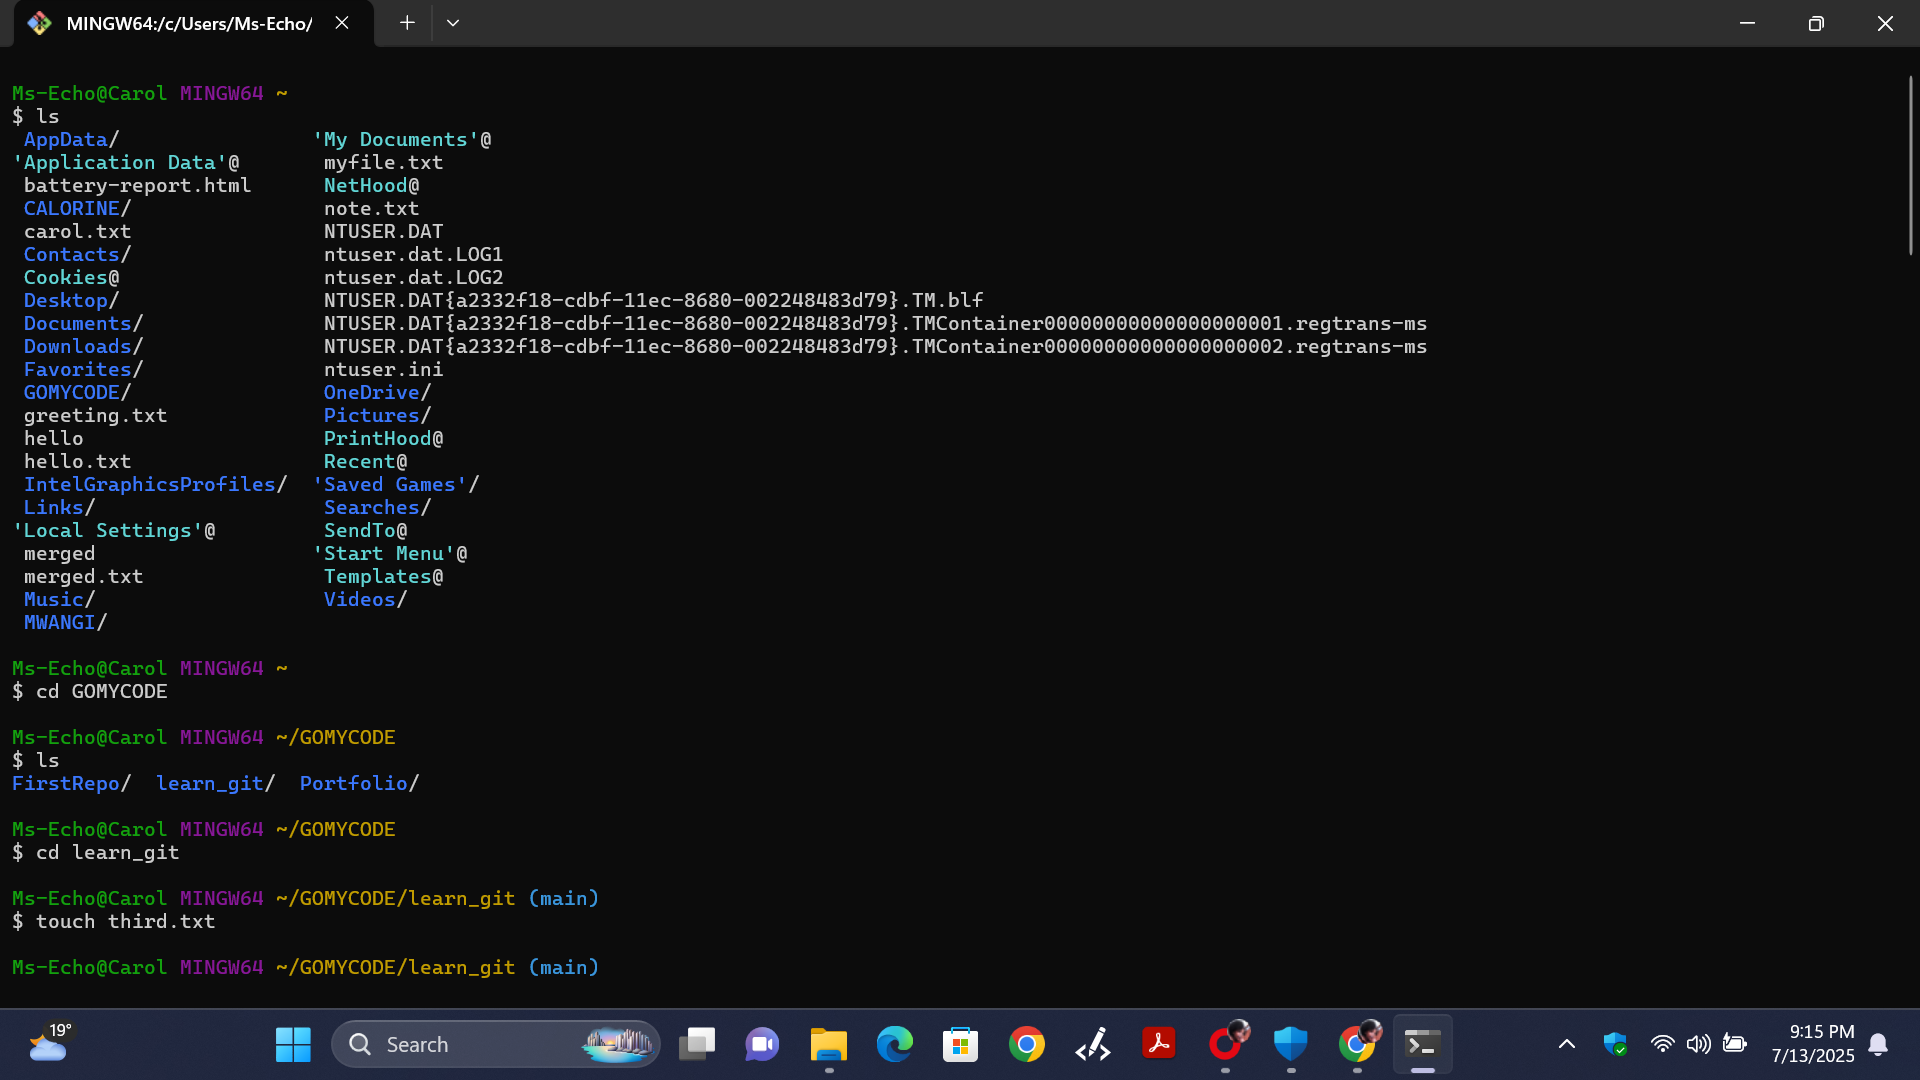 MINGW64:/c/Users/Ms-Echo/
Ms-Echo@Carol MINGW64 ~
$ ls
AppData/ 'My Documents'@
'Application Data'@ myfile.txt
battery-report.html NetHood@
CALORINE/ note.txt
carol.txt NTUSER.DAT
Contacts/ ntuser.dat.LOG1
Cookies@ ntuser.dat.LOG2
Desktop/ NTUSER.DAT{a2332f18-cdbf-11ec-8680-002248483d79}.TM.blf
Documents/ NTUSER.DAT{a2332f18-cdbf-11ec-8680-002248483d79}.TMContainer00000000000000000001.regtrans-ms
Downloads/ NTUSER.DAT{a2332f18-cdbf-11ec-8680-002248483d79}.TMContainer00000000000000000002.regtrans-ms
Favorites/ ntuser.ini
GOMYCODE/ OneDrive/
greeting.txt Pictures/
hello PrintHood@
hello.txt Recent@
IntelGraphicsProfiles/ 'Saved Games'/
Links/ Searches/
'Local Settings'@ SendTo@
merged 'Start Menu'@
merged.txt Templates@
Music/ Videos/
MWANGI/
Ms-Echo@Carol MINGW64 ~
$ cd GOMYCODE
Ms-Echo@Carol MINGW64 ~/GOMYCODE
$ ls
FirstRepo/ learn_git/ Portfolio/
Ms-Echo@Carol MINGW64 ~/GOMYCODE
$ cd learn_git
Ms-Echo@Carol MINGW64 ~/GOMYCODE/learn_git (main)
$ touch third.txt
Ms-Echo@Carol MINGW64 ~/GOMYCODE/learn_git (main)
19°
Search
9:15 PM
7/13/2025